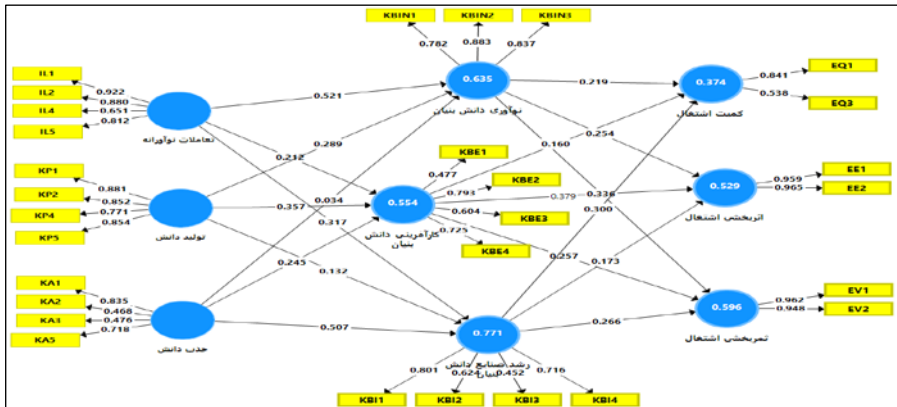 KBIN1 KBIN2 KBIN3
0.782 0.883 0.837
0.635
نوآوری دانش بنیان
IL1
IL2
IL4
IL5
0.922
0.880
0.651
0.812
تعاملات نوآورانه
KP1
KP2
KP4
KP5
0.881
0.852
0.771
0.854
تولید دانش
KA1
KA2
KA3
KA5
0.835
0.468
0.476
0.718
جذب دانش
0.521
0.289
0.034
0.212
0.357
0.245
0.317
0.132
0.507
0.554
کارآفرینی دانش
بنیان
KBE1
KBE2
KBE3
KBE4
0.477
0.793
0.604
0.725
0.771
رشد صنایع دانش
بنیان
0.801 0.624 0.452 0.716
KBI1 KBI2 KBI3 KBI4
0.219
0.254
0.336
0.160
0.379
0.257
0.300
0.173
0.266
0.374
کمیت اشتغال
0.841
0.538
EQ1
EQ3
0.529
اثربخشی اشتغال
0.959
0.965
EE1
EE2
0.596
ثمربخشی اشتغال
0.962
0.948
EV1
EV2